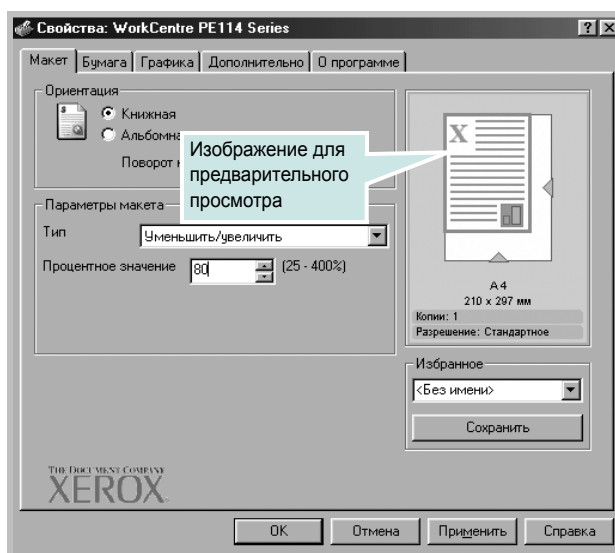 Свойства: WorkCentre PE114 Series
Макет Бумага Графика Дополнительно О программе
Ориентация
Книжная
Альбомна
Поворот
Изображение для
предварительного
просмотра
Параметры макета
Тип Уменьшить/увеличить
Процентное значение 80 (25 - 400%)
X
A4
210 x 297 мм
Копии: 1
Разрешение: Стандартное
Избранное
<Без имени>
Сохранить
THE DOCUMENT COMPANY
XEROX
OK Отмена Применить Справка